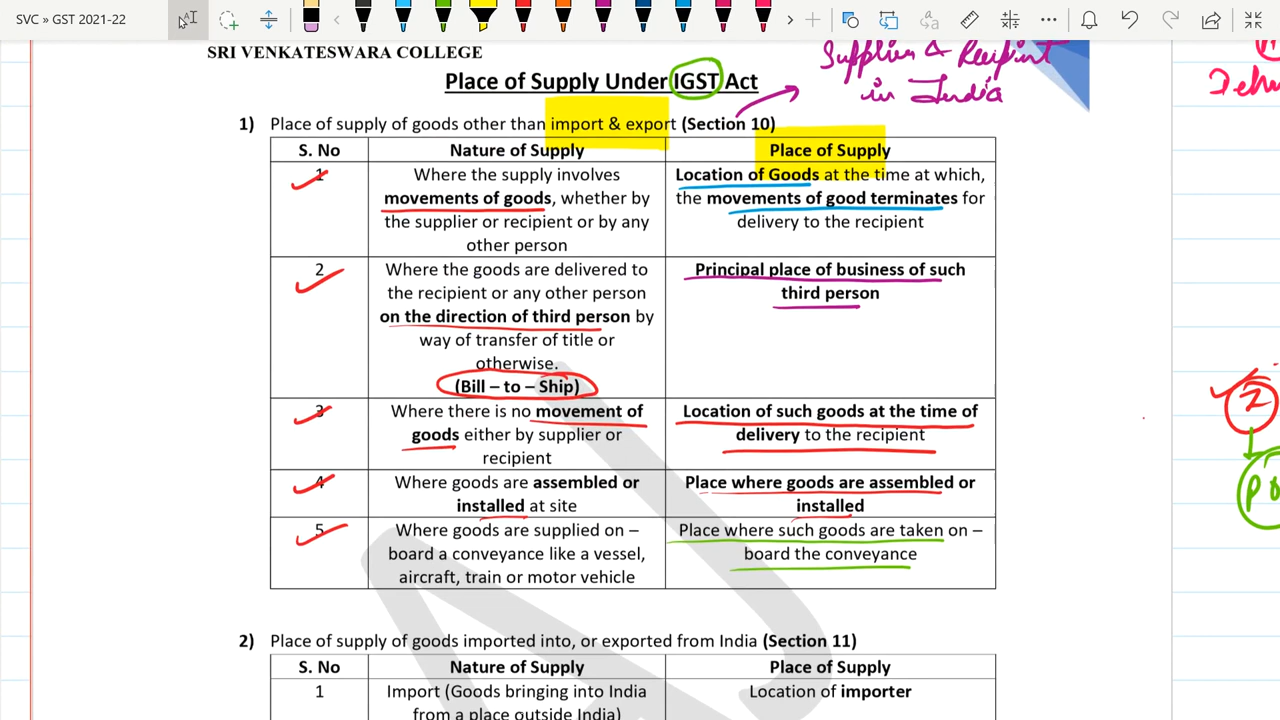 SVC » GST 2021-22
SRI VENKATESWARA COLLEGE
Supplier & Recipient
in India
Place of Supply Under IGST Act
1) Place of supply of goods other than import & export (Section 10)
S. No Nature of Supply Place of Supply
1 Where the supply involves Location of Goods at the time at which,
movements of goods, whether by the movements of good terminates for
the supplier or recipient or by any delivery to the recipient
other person
2 Where the goods are delivered to Principal place of business of such
the recipient or any other person third person
on the direction of third person by
way of transfer of title or
otherwise.
(Bill – to – Ship)
3 Where there is no movement of Location of such goods at the time of
goods either by supplier or delivery to the recipient
recipient
4 Where goods are assembled or Place where goods are assembled or
installed at site installed
5 Where goods are supplied on – Place where such goods are taken on –
board a conveyance like a vessel, board the conveyance
aircraft, train or motor vehicle
2) Place of supply of goods imported into, or exported from India (Section 11)
S. No Nature of Supply Place of Supply
1 Import (Goods bringing into India Location of importer
from a place outside India)